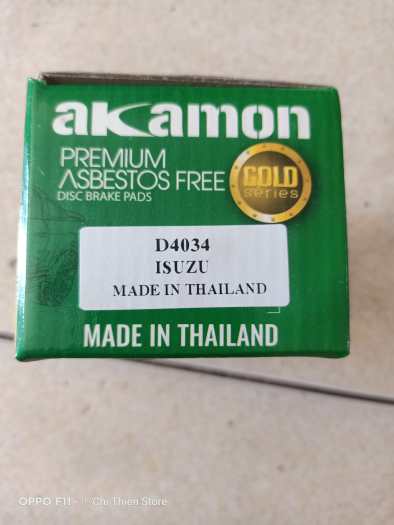 akamon
PREMIUM
ASBESTOS FREE
DISC BRAKE PADS
GOLD
series
D4034
ISUZU
MADE IN THAILAND
MADE IN THAILAND
OPPO F11 Chi Thien Store